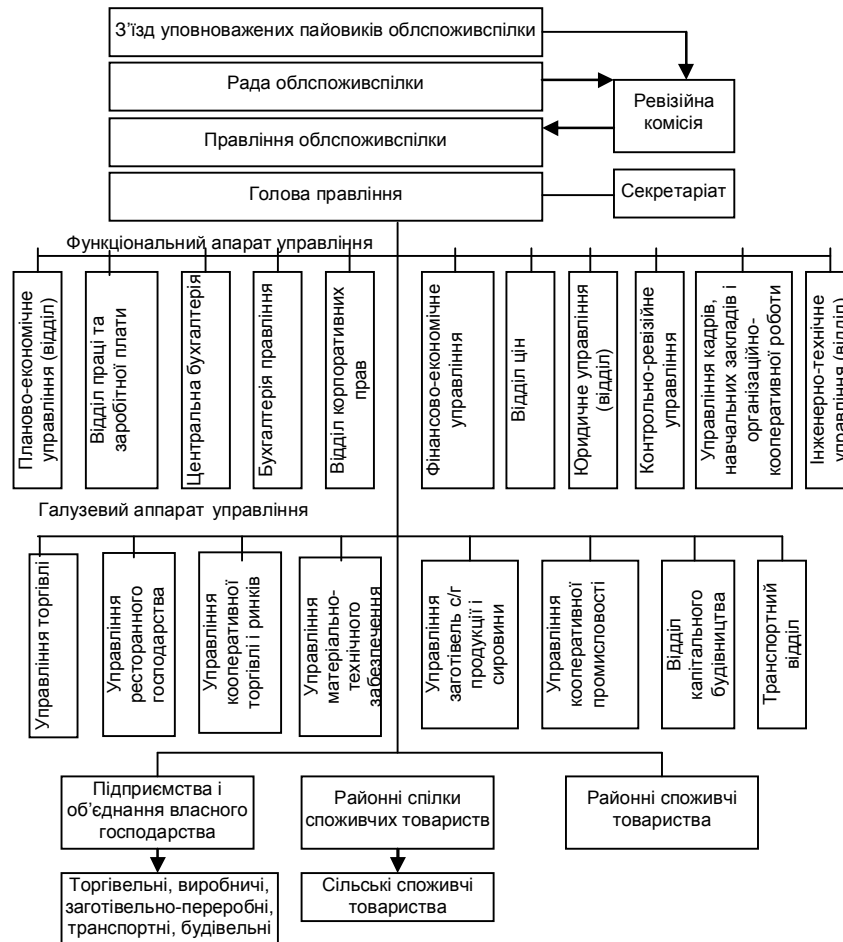 З’їзд уповноважених пайовиків облспоживспілки
Рада облспоживспілки
Ревізійна
комісія
Правління облспоживспілки
Голова правління
Секретаріат
Функціональний апарат управління
Планово-економічне
управління (відділ)
Відділ праці та
заробітної плати
Центральна бухгалтерія
Бухгалтерія правління
Відділ корпоративних
прав
Фінансово-економічне
управління
Відділ цін
Юридичне управління
(відділ)
Контрольно-ревізійне
управління
Управління кадрів,
навчальних закладів і
організаційно-
кооперативної роботи
Інженерно-технічне
управління (відділ)
Галузевий аппарат управління
Управління торгівлі
Управління
ресторанного
господарства
Управління
кооперативної
торгівлі і ринків
Управління
матеріально-
технічного
забезпечення
Управління
заготівель с/г
продукції і
сировини
Управління
кооперативної
промисловості
Відділ
капітального
будівництва
Транспортний
відділ
Підприємства і
об’єднання власного
господарства
Районні спілки
споживчих товариств
Районні споживчі
товариства
Торгівельні, виробничі,
заготівельно-переробні,
транспортні, будівельні
Сільські споживчі
товариства